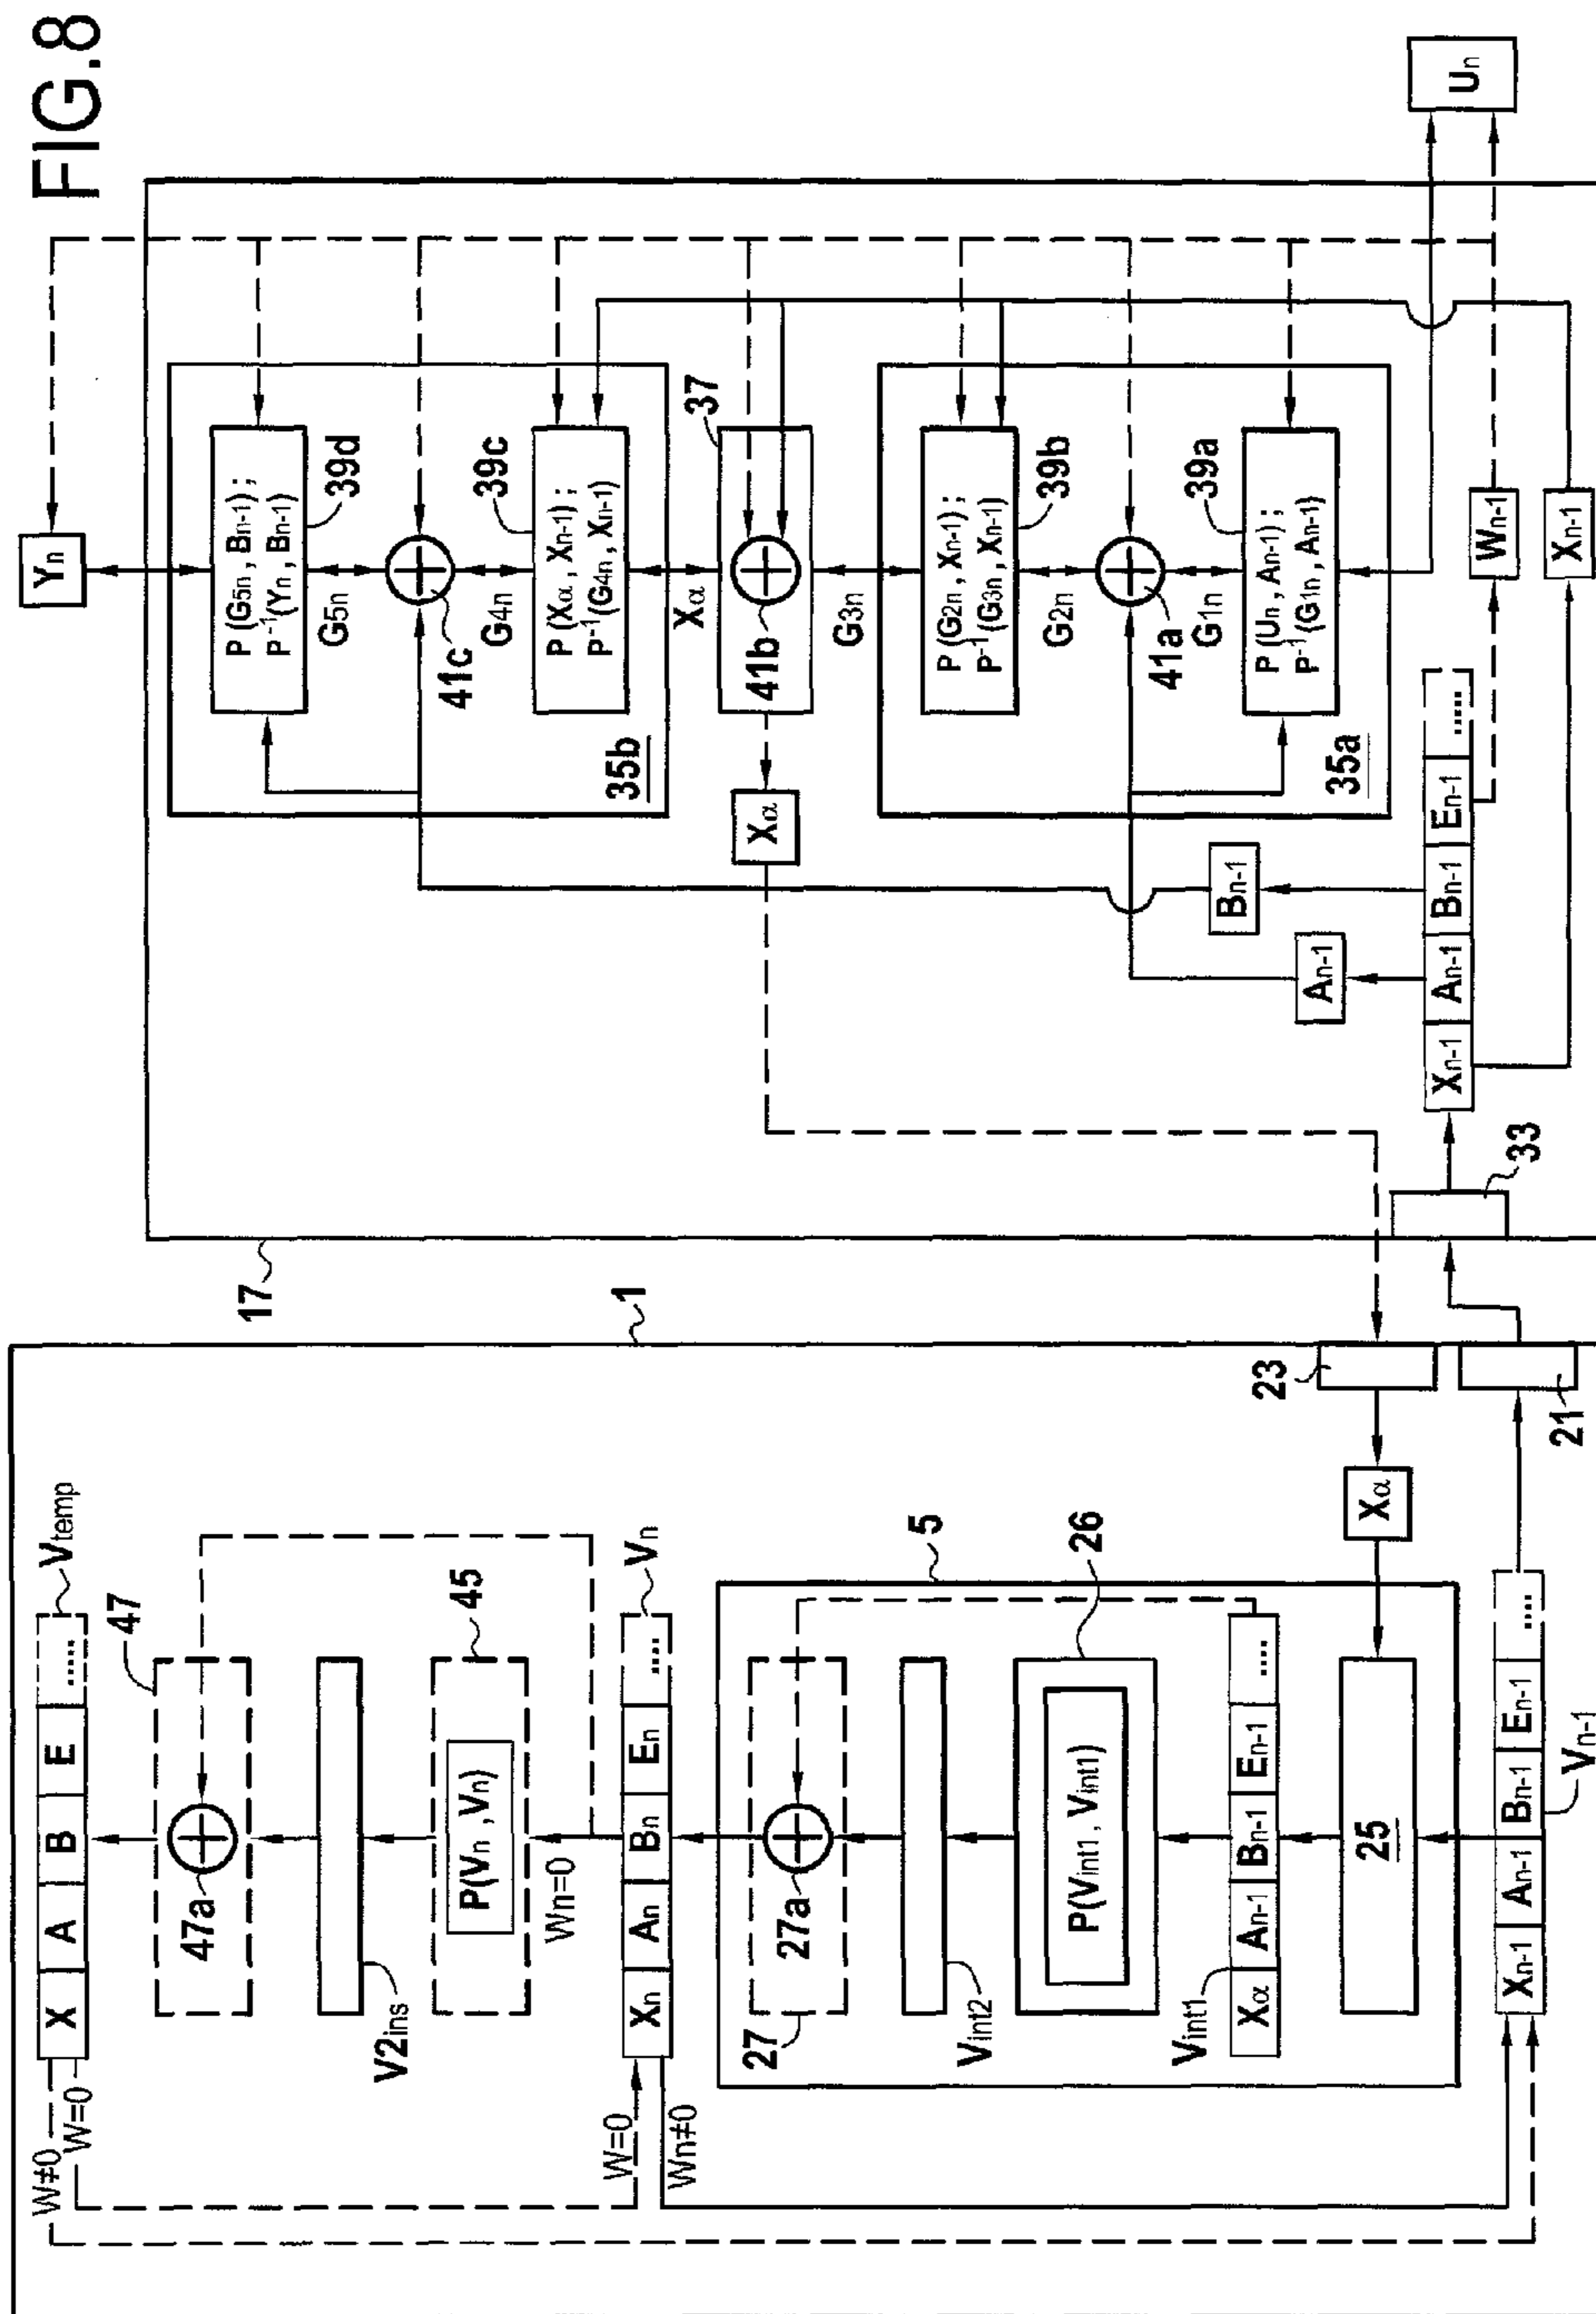 FIG.8
1
X A B E .....
Vtemp
W≠0
W=0
47
47a
V2ins
45
P(Vn , Vn)
Wn=0
Xn An Bn En ....
Vn
W=0
Wn≠0
5
27
27a
Vint2
26
P(Vint1 , Vint1)
Vint1
Xα An-1 Bn-1 En-1 ....
25
Xα
23
21
Xn-1 An-1 Bn-1 En-1 ....
Vn-1
17
Yn
P (G5n , Bn-1) ;
P-1(Yn , Bn-1)
39d
G5n
41c
G4n
39c
P (Xα , Xn-1) ;
P-1(G4n , Xn-1)
35b
Xα
37
41b
Xα
G3n
P (G2n , Xn-1) ;
P-1(G3n , Xn-1)
39b
G2n
41a
G1n
39a
P (Un , An-1) ;
P-1(G1n , An-1)
35a
Bn-1
An-1
Xn-1 An-1 Bn-1 En-1 .....
33
Wn-1
Xn-1
Un